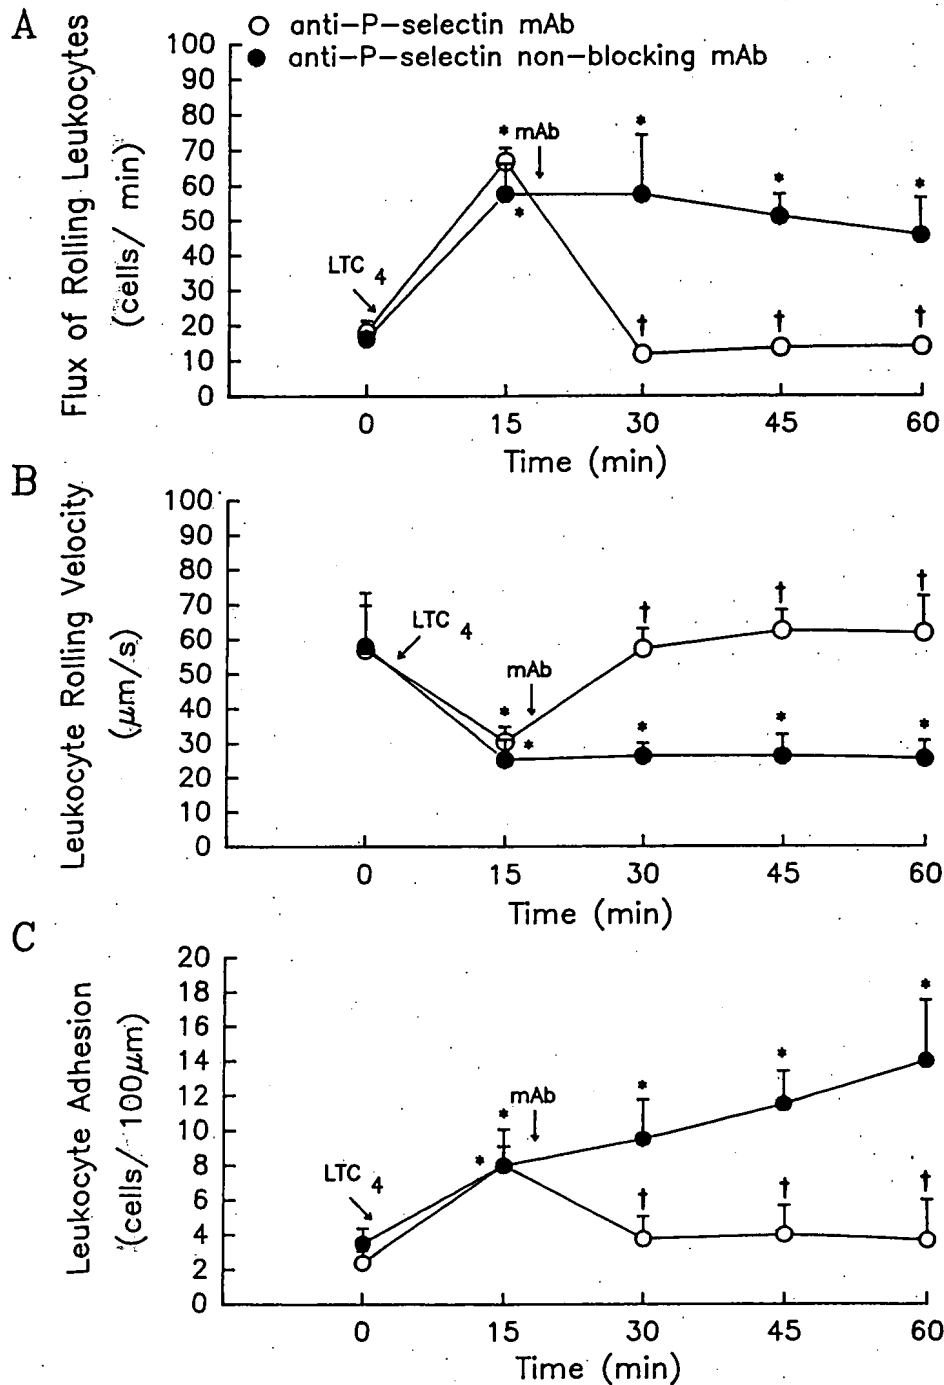 A
○ anti-P-selectin mAb
● anti-P-selectin non-blocking mAb
Flux of Rolling Leukocytes
(cells/ min)
100
90
80
70
60
50
40
30
20
10
0
* mAb
*
*
*
*
LTC 4
†
†
†
0 15 30 45 60
Time (min)
B
Leukocyte Rolling Velocity
(μm/s)
100
90
80
70
60
50
40
30
20
10
0
LTC 4
mAb
†
†
†
*
*
*
*
*
0 15 30 45 60
Time (min)
C
Leukocyte Adhesion
(cells/ 100μm)
20
18
16
14
12
10
8
6
4
2
0
LTC 4
mAb
*
*
*
*
*
†
†
†
0 15 30 45 60
Time (min)